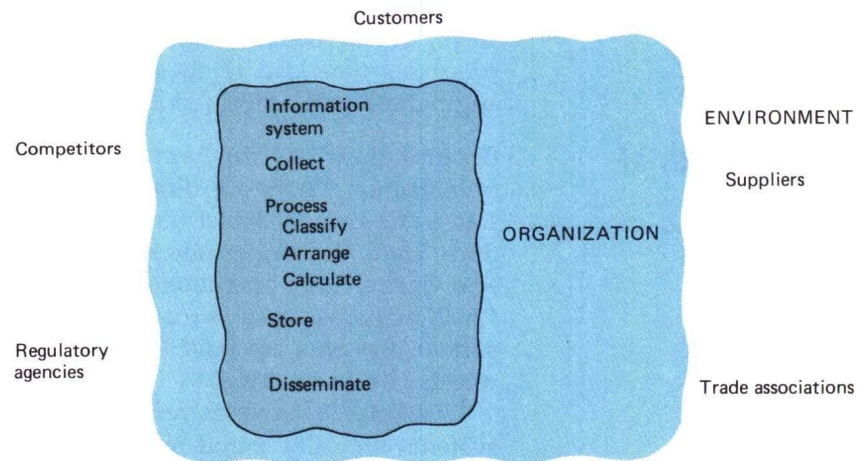 Customers
Competitors
Regulatory
agencies
Information
system
Collect
Process
Classify
Arrange
Calculate
Store
Disseminate
ORGANIZATION
ENVIRONMENT
Suppliers
Trade associations